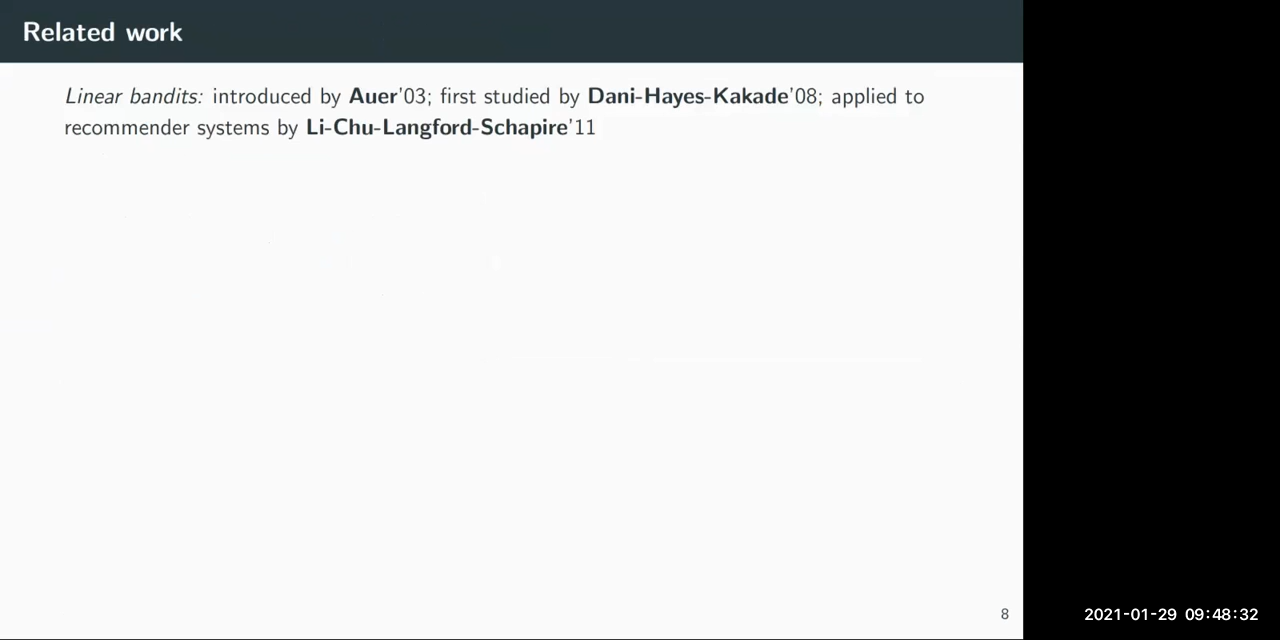 Related work
Linear bandits: introduced by Auer'03; first studied by Dani-Hayes-Kakade'08; applied to
recommender systems by Li-Chu-Langford-Schapire'11
8
2021-01-29 09:48:32